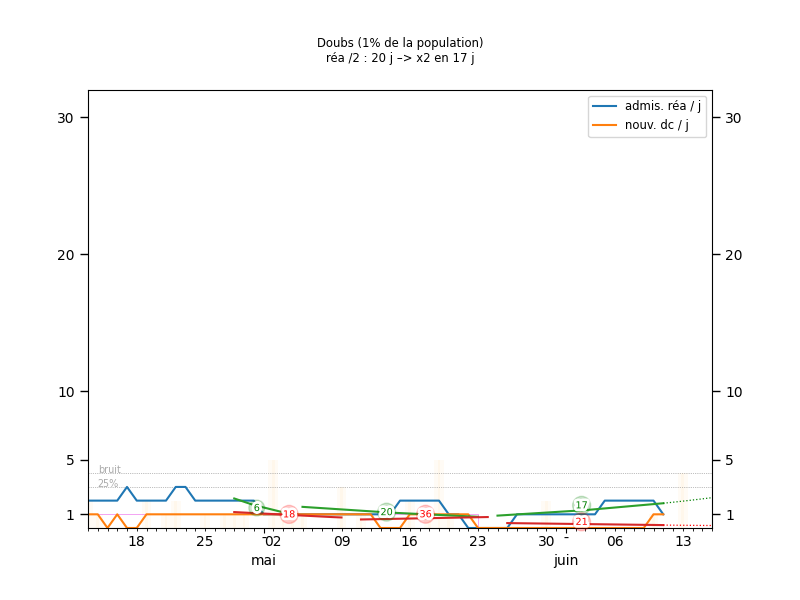 Doubs (1% de la population)
réa /2 : 20 j –> x2 en 17 j
admis. réa / j
nouv. dc / j
30 30
20 20
10 10
5 5
1 1
bruit
25%
6 18 20 36 17 21
18 25 02 09 16 23 30 06 13
mai juin